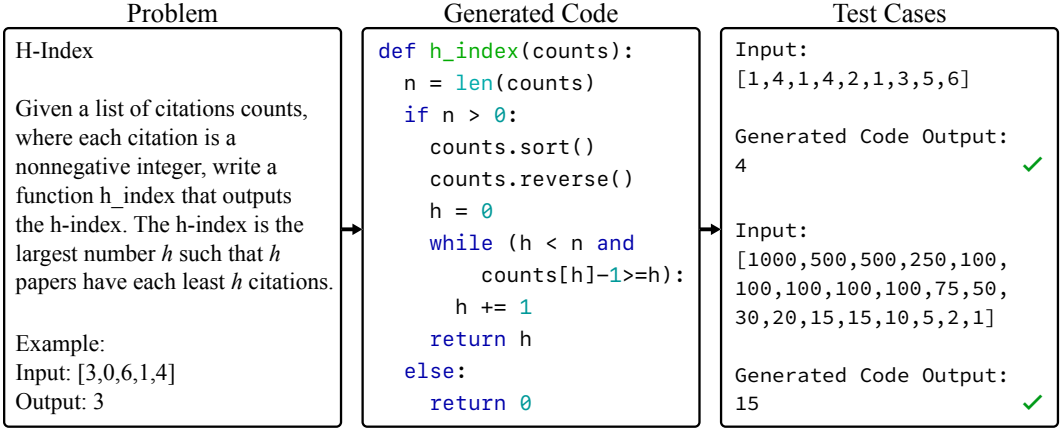 Problem
H-Index
Given a list of citations counts,
where each citation is a
nonnegative integer, write a
function h_index that outputs
the h-index. The h-index is the
largest number h such that h
papers have each least h citations.
Example:
Input: [3,0,6,1,4]
Output: 3
Generated Code
def h_index(counts):
  n = len(counts)
  if n > 0:
    counts.sort()
    counts.reverse()
    h = 0
    while (h < n and
        counts[h]-1>=h):
      h += 1
    return h
  else:
    return 0
Test Cases
Input:
[1,4,1,4,2,1,3,5,6]
Generated Code Output:
4 ✓
Input:
[1000,500,500,250,100,
100,100,100,100,75,50,
30,20,15,15,10,5,2,1]
Generated Code Output:
15 ✓